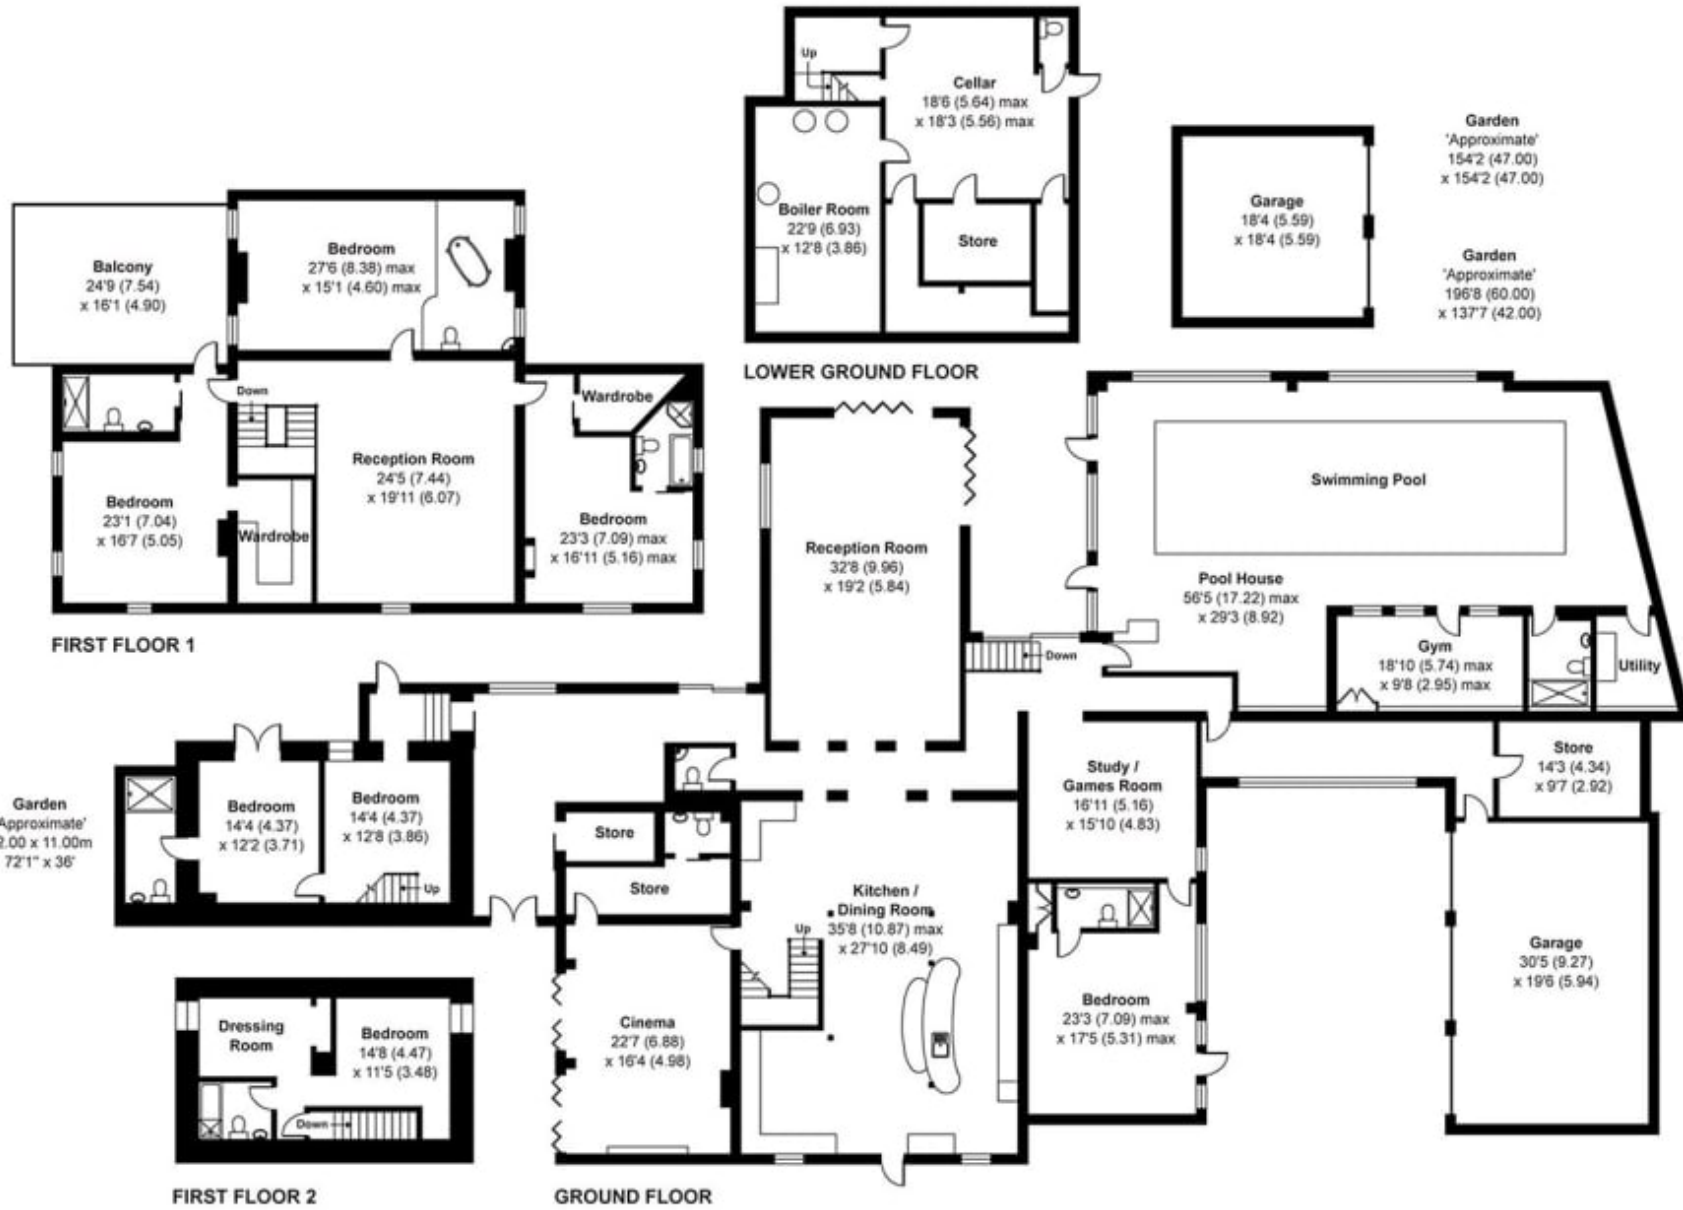 Up
Cellar
18'6 (5.64) max
x 18'3 (5.56) max
Boiler Room
22'9 (6.93)
x 12'8 (3.86)
Store
LOWER GROUND FLOOR
Garage
18'4 (5.59)
x 18'4 (5.59)
Garden
'Approximate'
154'2 (47.00)
x 154'2 (47.00)
Garden
'Approximate'
196'8 (60.00)
x 137'7 (42.00)
Balcony
24'9 (7.54)
x 16'1 (4.90)
Bedroom
27'6 (8.38) max
x 15'1 (4.60) max
Down
Wardrobe
Reception Room
24'5 (7.44)
x 19'11 (6.07)
Bedroom
23'1 (7.04)
x 16'7 (5.05)
Wardrobe
Bedroom
23'3 (7.09) max
x 16'11 (5.16) max
FIRST FLOOR 1
Reception Room
32'8 (9.96)
x 19'2 (5.84)
Swimming Pool
Pool House
56'5 (17.22) max
x 29'3 (8.92)
Gym
18'10 (5.74) max
x 9'8 (2.95) max
Utility
Down
Study /
Games Room
16'11 (5.16)
x 15'10 (4.83)
Store
14'3 (4.34)
x 9'7 (2.92)
Garden
Approximate'
2.00 x 11.00m
72'1" x 36'
Bedroom
14'4 (4.37)
x 12'2 (3.71)
Bedroom
14'4 (4.37)
x 12'8 (3.86)
Up
Store
Store
Kitchen /
Dining Room
35'8 (10.87) max
x 27'10 (8.49)
Up
Cinema
22'7 (6.88)
x 16'4 (4.98)
Bedroom
23'3 (7.09) max
x 17'5 (5.31) max
Garage
30'5 (9.27)
x 19'6 (5.94)
Dressing
Room
Bedroom
14'8 (4.47)
x 11'5 (3.48)
Down
FIRST FLOOR 2
GROUND FLOOR